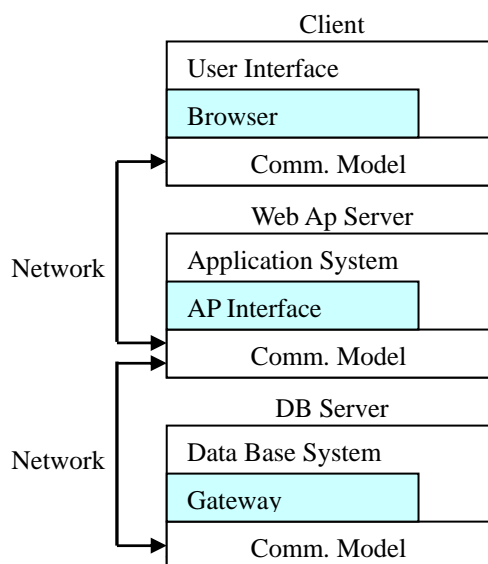 Client
User Interface
Browser
Comm. Model
Network
Web Ap Server
Application System
AP Interface
Comm. Model
Network
DB Server
Data Base System
Gateway
Comm. Model